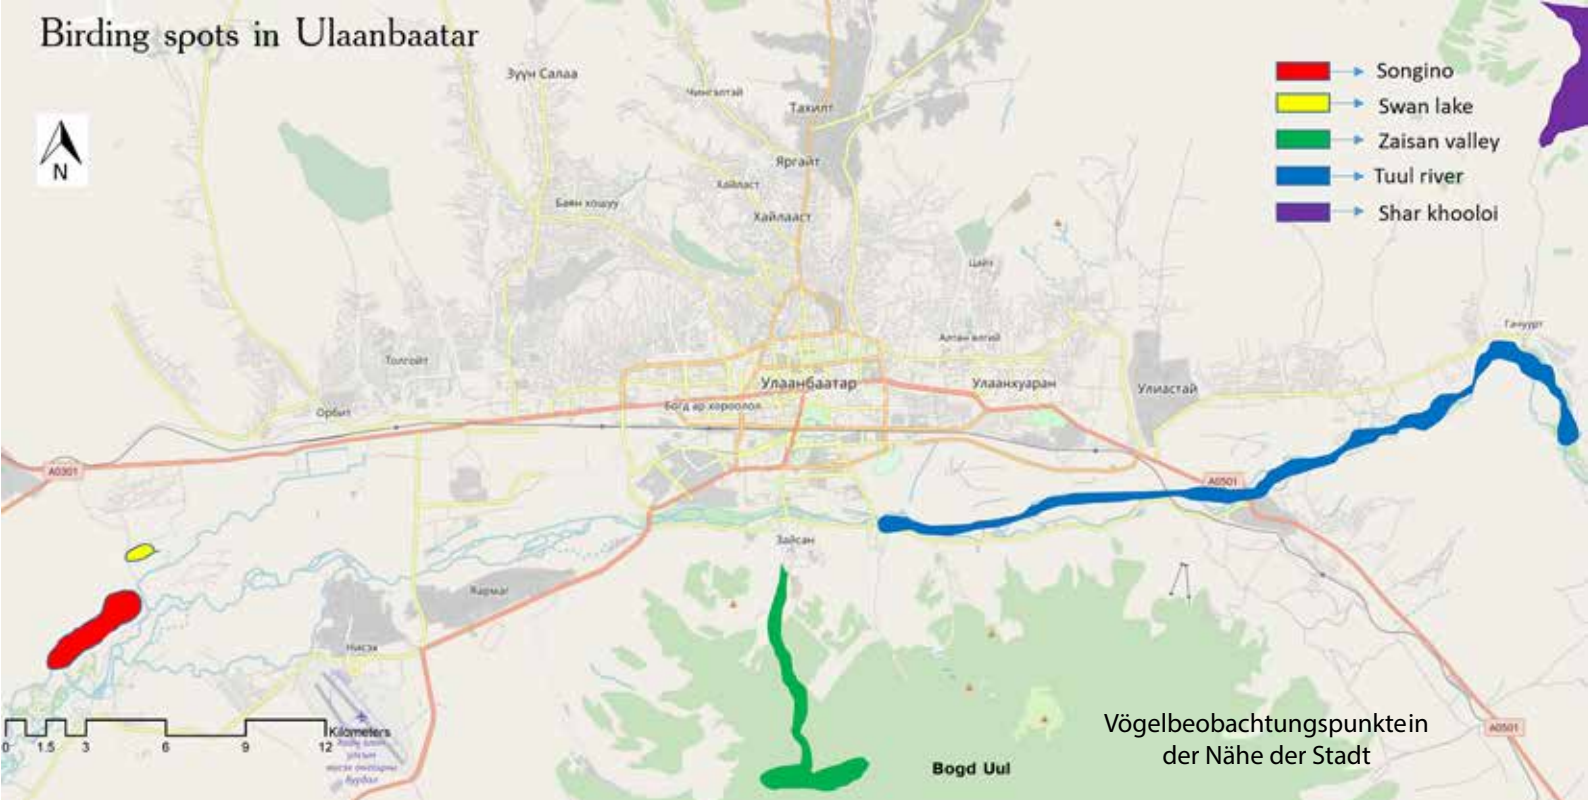 Birding spots in Ulaanbaatar
N
Songino
Swan lake
Zaisan valley
Tuul river
Shar khooloi
Зүүн Салаа
Чингэлтэй
Тахилт
Яргайт
Хайласт
Баян хошуу
Хайлааст
Цайз
Гачуурт
Алтан өлгий
Толгойт
Улаанбаатар
Улаанхуаран
Улиастай
Богд ар хороолол
Орбит
A0301
A0501
Зайсан
Яармаг
Нисэх
Kilometers
0 1.5 3 6 9 12
A0501
Bogd Uul
Vögelbeobachtungspunktein
der Nähe der Stadt